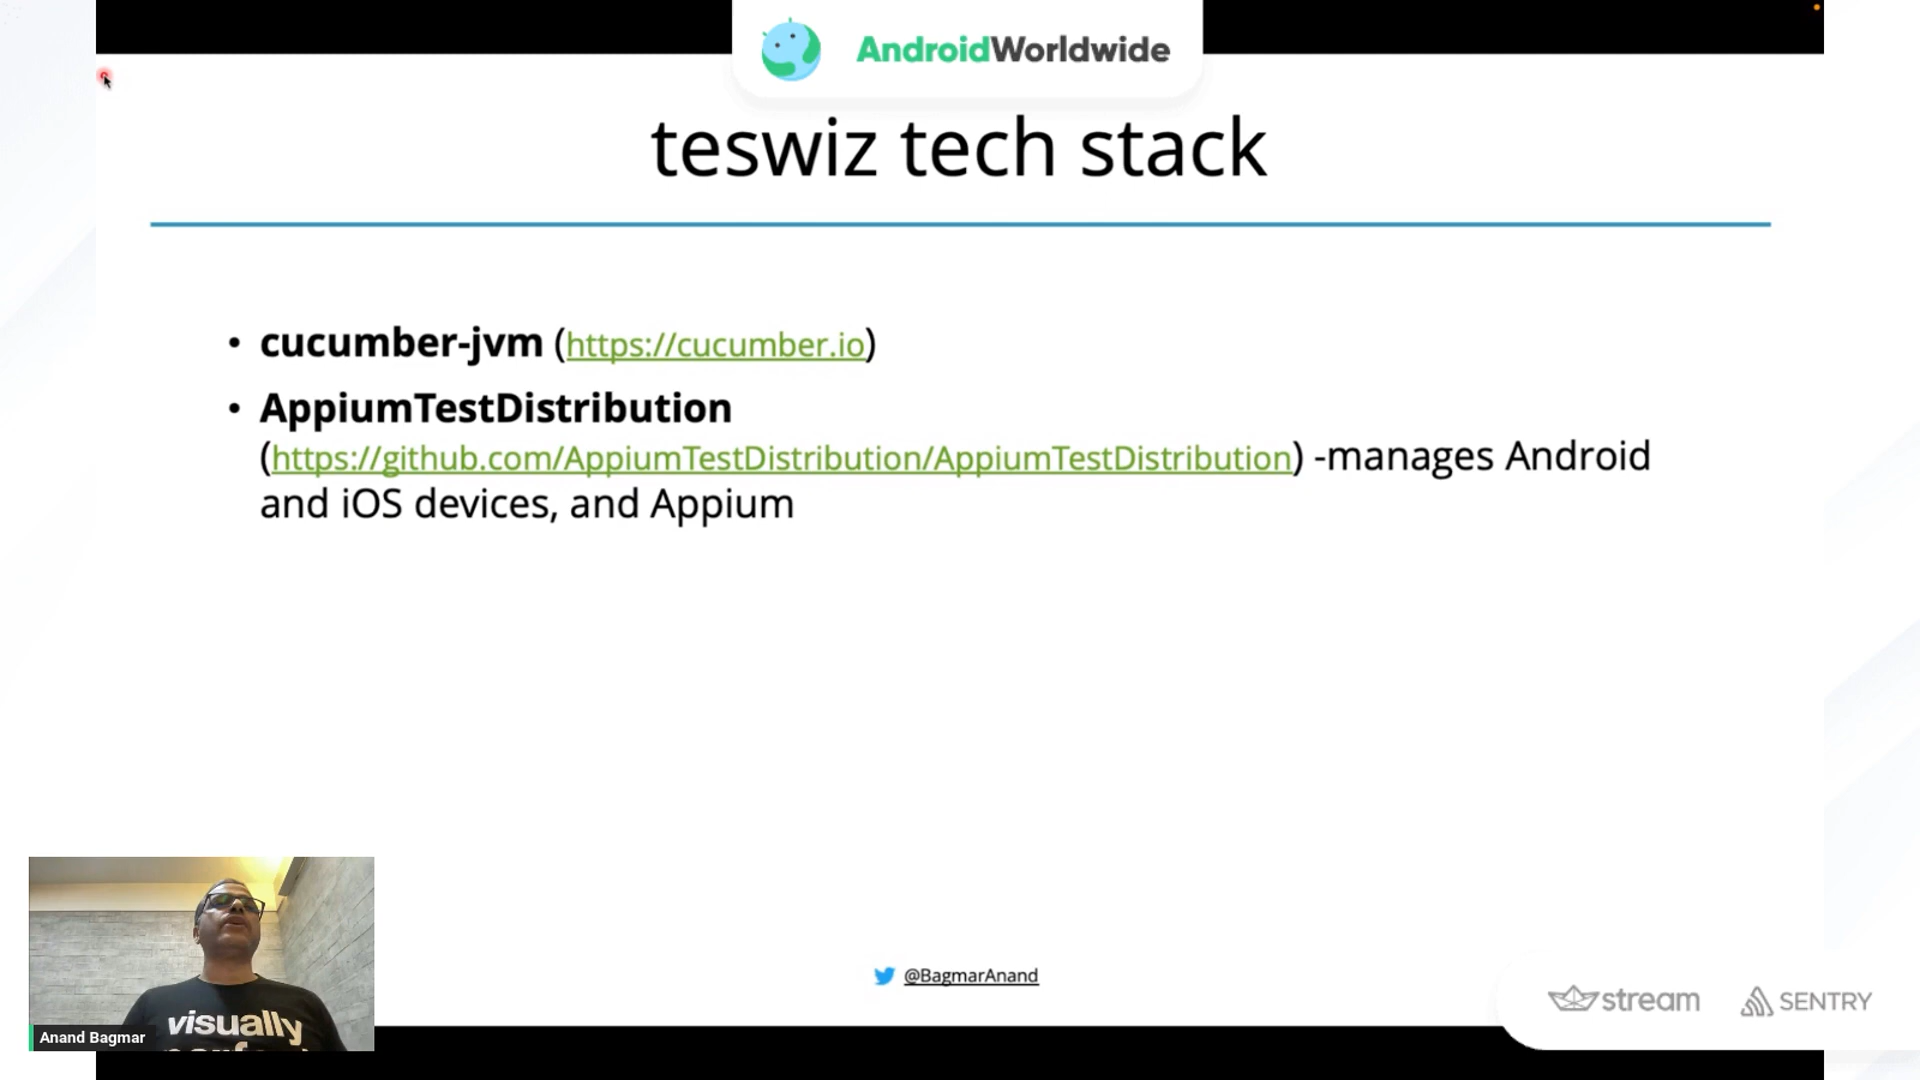 AndroidWorldwide
teswiz tech stack
• cucumber-jvm (https://cucumber.io)
• AppiumTestDistribution
(https://github.com/AppiumTestDistribution/AppiumTestDistribution) -manages Android
and iOS devices, and Appium
@BagmarAnand
visually
Anand Bagmar
stream
SENTRY